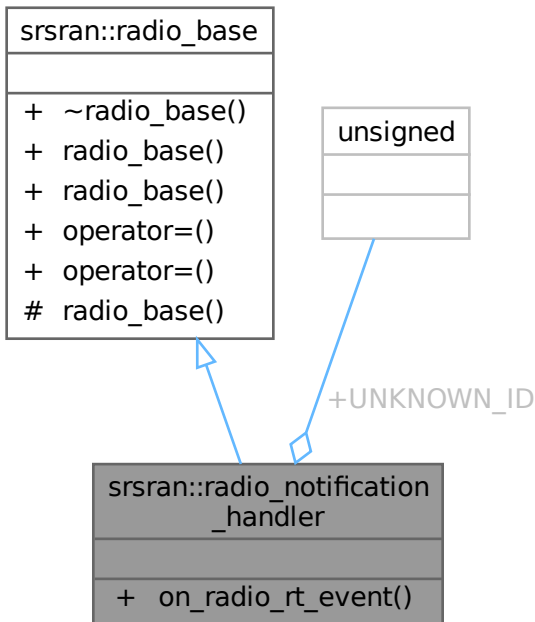 srsran::radio_base
+ ~radio_base()
+ radio_base()
+ radio_base()
+ operator=()
+ operator=()
# radio_base()
unsigned
+UNKNOWN_ID
srsran::radio_notification
_handler
+ on_radio_rt_event()